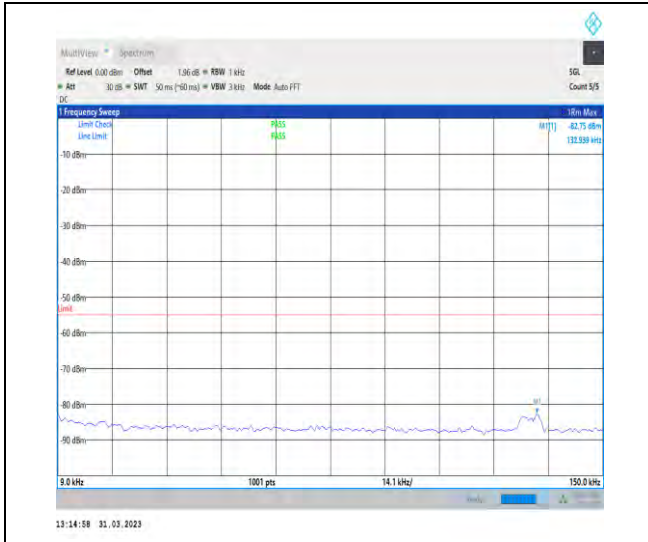 MultiView Spectrum
Ref Level 0.00 dBm Offset 1.96 dB RBW 1 kHz SGL
Att 30 dB SWT 50 ms (~60 ms) VBW 3 kHz Mode Auto FFT Count 5/5
DC
1 Frequency Sweep 1Rm Max
Limit Check PASS M1[1] -82.75 dBm
Line Limit PASS 132.939 kHz
-10 dBm
-20 dBm
-30 dBm
-40 dBm
-50 dBm
Limit
-60 dBm
-70 dBm
-80 dBm
M1
-90 dBm
9.0 kHz 1001 pts 14.1 kHz/ 150.0 kHz
Ready
13:14:58 31.03.2023